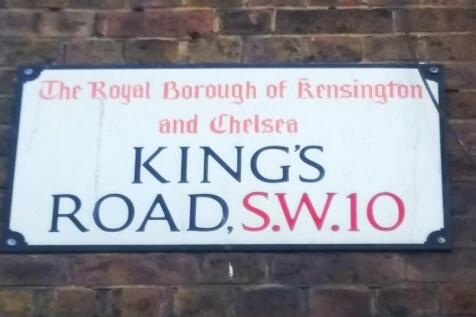 The Royal Borough of Kensington
and Chelsea
KING'S
ROAD, S.W.10